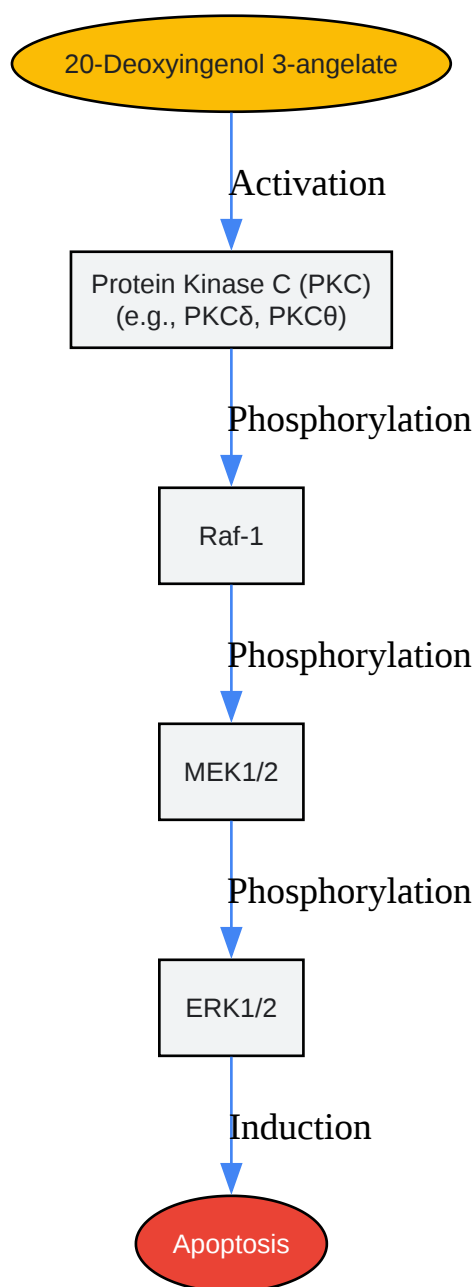 20-Deoxyingenol 3-angelate
Activation
Protein Kinase C (PKC)
(e.g., PKCδ, PKCθ)
Phosphorylation
Raf-1
Phosphorylation
MEK1/2
Phosphorylation
ERK1/2
Induction
Apoptosis